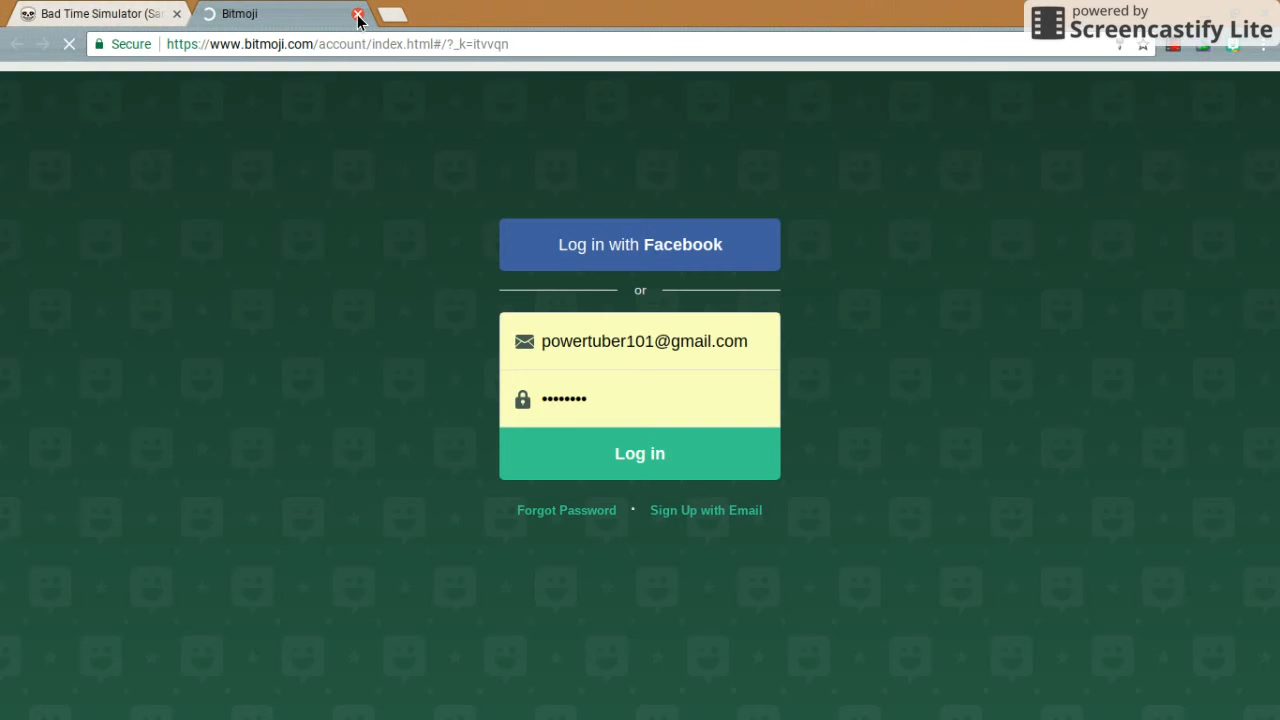 Bad Time Simulator (Sa
Bitmoji
powered by
Screencastify Lite
Secure
https://www.bitmoji.com/account/index.html#/?_k=itvvqn
Log in with Facebook
or
powertuber101@gmail.com
••••••••
Log in
Forgot Password · Sign Up with Email